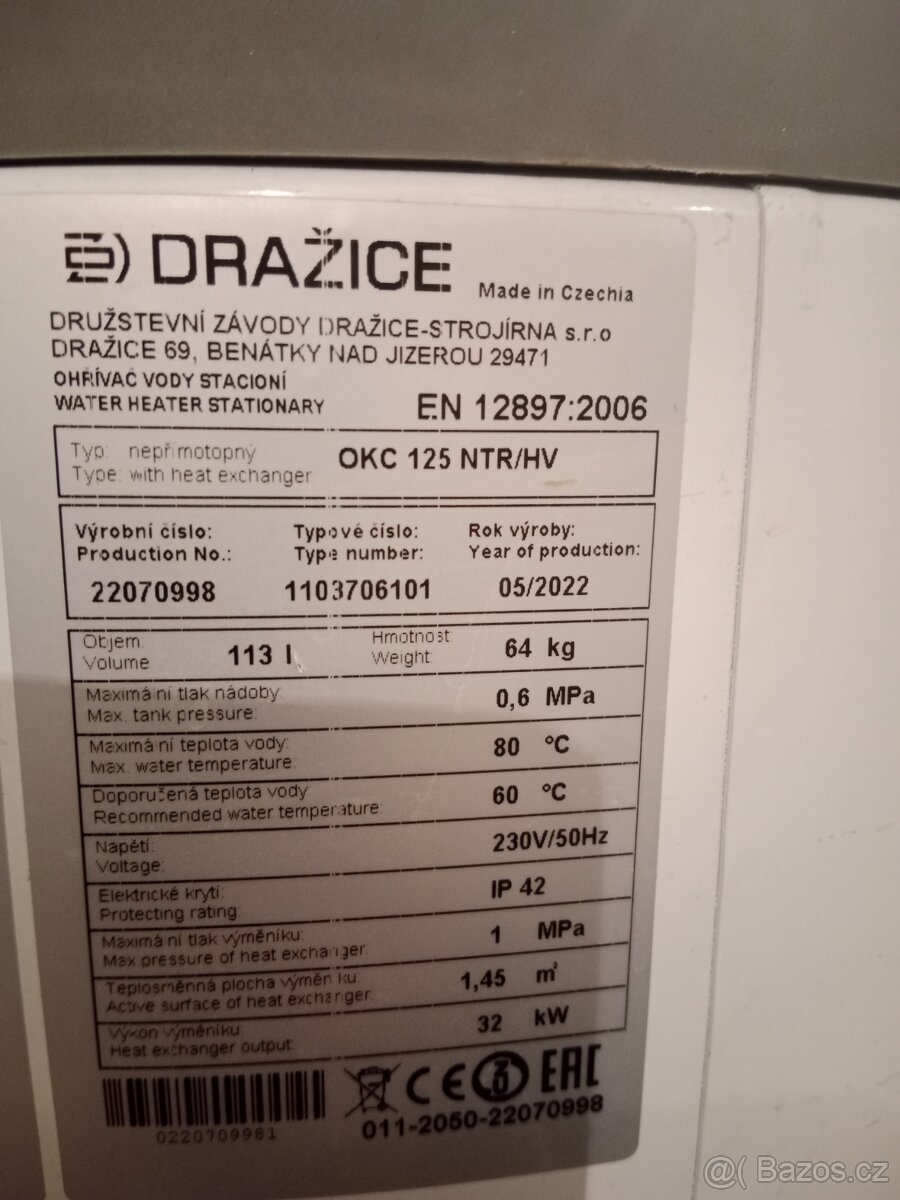 DRAŽICE
Made in Czechia
DRUŽSTEVNÍ ZÁVODY DRAŽICE-STROJÍRNA s.r.o
DRAŽICE 69, BENÁTKY NAD JIZEROU 29471
OHŘÍVAČ VODY STACIONÍ
WATER HEATER STATIONARY EN 12897:2006
Typ: nepřímotopný OKC 125 NTR/HV
Type: with heat exchanger
Výrobní číslo: Typové číslo: Rok výroby:
Production No.: Type number: Year of production:
22070998 1103706101 05/2022
Objem: 113 l Hmotnost: 64 kg
Volume Weight:
Maximální tlak nádoby: 0,6 MPa
Max. tank pressure:
Maximální teplota vody: 80 °C
Max. water temperature:
Doporučená teplota vody: 60 °C
Recommended water temperature:
Napětí: 230V/50Hz
Voltage:
Elektrické krytí: IP 42
Protecting rating:
Maximální tlak výměníku: 1 MPa
Max pressure of heat exchanger:
Teplosměnná plocha výměníku: 1,45 m²
Active surface of heat exchanger:
Výkon výměníku: 32 kW
Heat exchanger output:
CE EAC
0220709981 011-2050-22070998
@( Bazos.cz